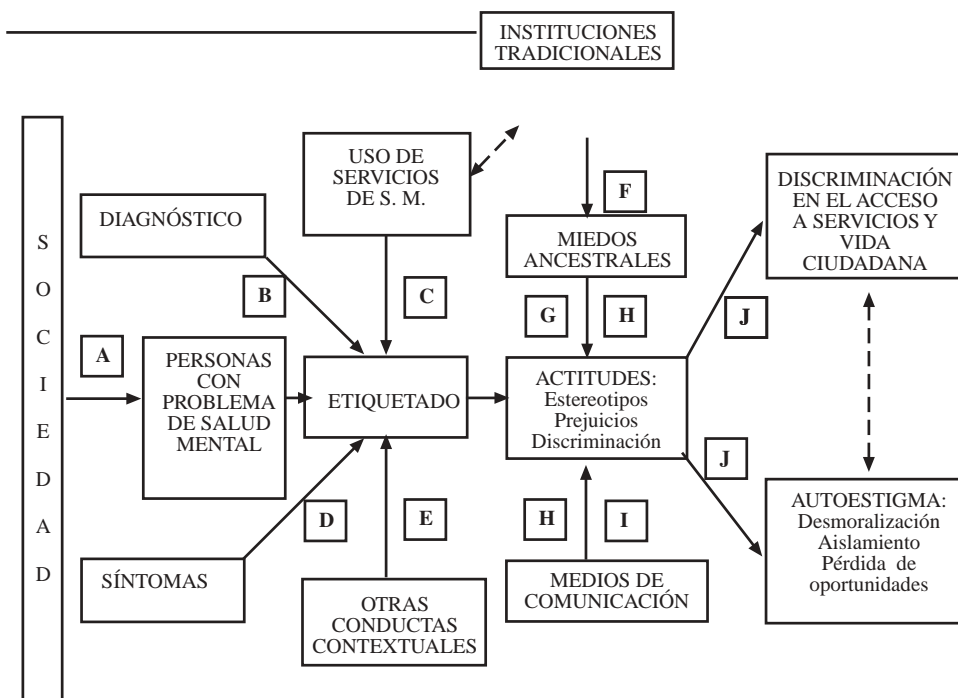 INSTITUCIONES
TRADICIONALES
S
O
C
I
E
D
A
D
USO DE
SERVICIOS
DE S. M.
DIAGNÓSTICO
F
MIEDOS
ANCESTRALES
DISCRIMINACIÓN
EN EL ACCESO
A SERVICIOS Y
VIDA
CIUDADANA
B
C
G
H
J
A
PERSONAS
CON
PROBLEMA
DE SALUD
MENTAL
ETIQUETADO
ACTITUDES:
Estereotipos
Prejuicios
Discriminación
J
D
E
H
I
SÍNTOMAS
OTRAS
CONDUCTAS
CONTEXTUALES
MEDIOS DE
COMUNICACIÓN
AUTOESTIGMA:
Desmoralización
Aislamiento
Pérdida de
oportunidades